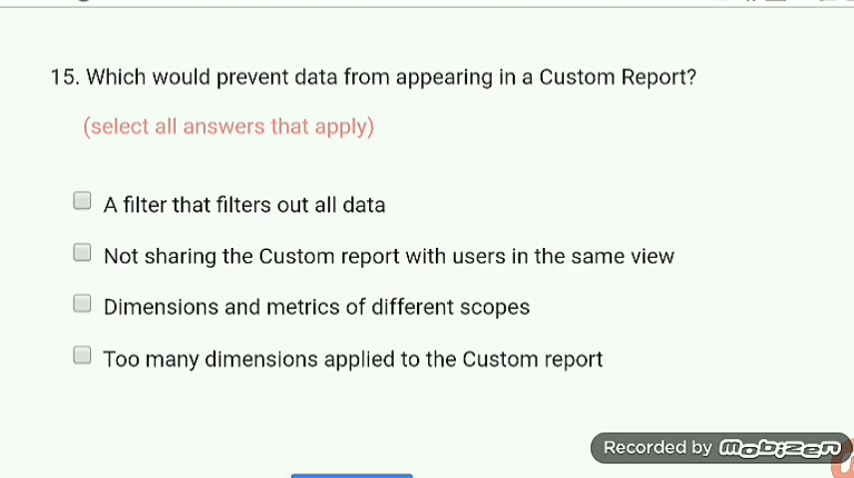 15. Which would prevent data from appearing in a Custom Report?
(select all answers that apply)
A filter that filters out all data
Not sharing the Custom report with users in the same view
Dimensions and metrics of different scopes
Too many dimensions applied to the Custom report
Recorded by Mobizen